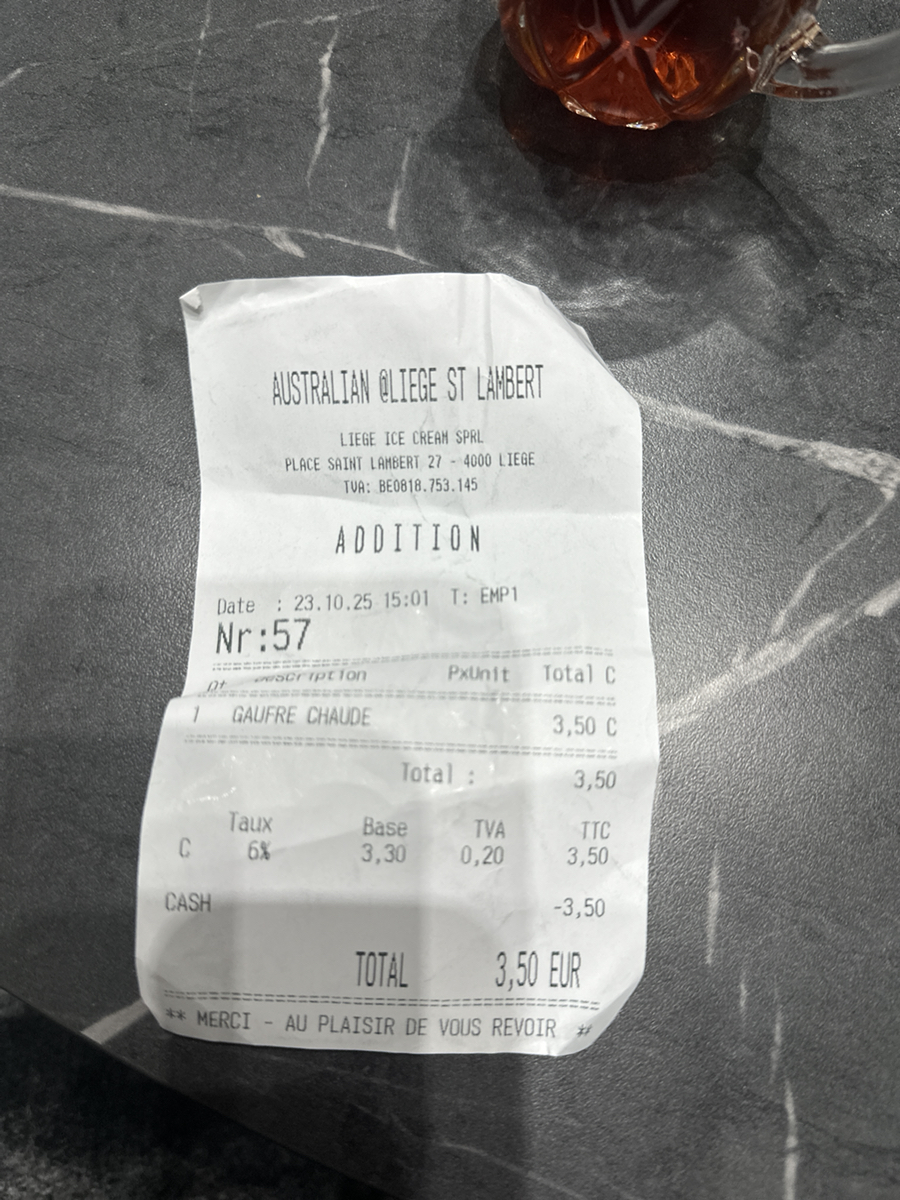 AUSTRALIAN @LIEGE ST LAMBERT
LIEGE ICE CREAM SPRL
PLACE SAINT LAMBERT 27 - 4000 LIEGE
TVA: BE0818.753.145
ADDITION
Date : 23.10.25 15:01 T: EMP1
Nr:57
Qt Description PxUnit Total C
1 GAUFRE CHAUDE 3,50 C
Total : 3,50
Taux Base TVA TTC
C 6% 3,30 0,20 3,50
CASH -3,50
TOTAL 3,50 EUR
** MERCI - AU PLAISIR DE VOUS REVOIR *